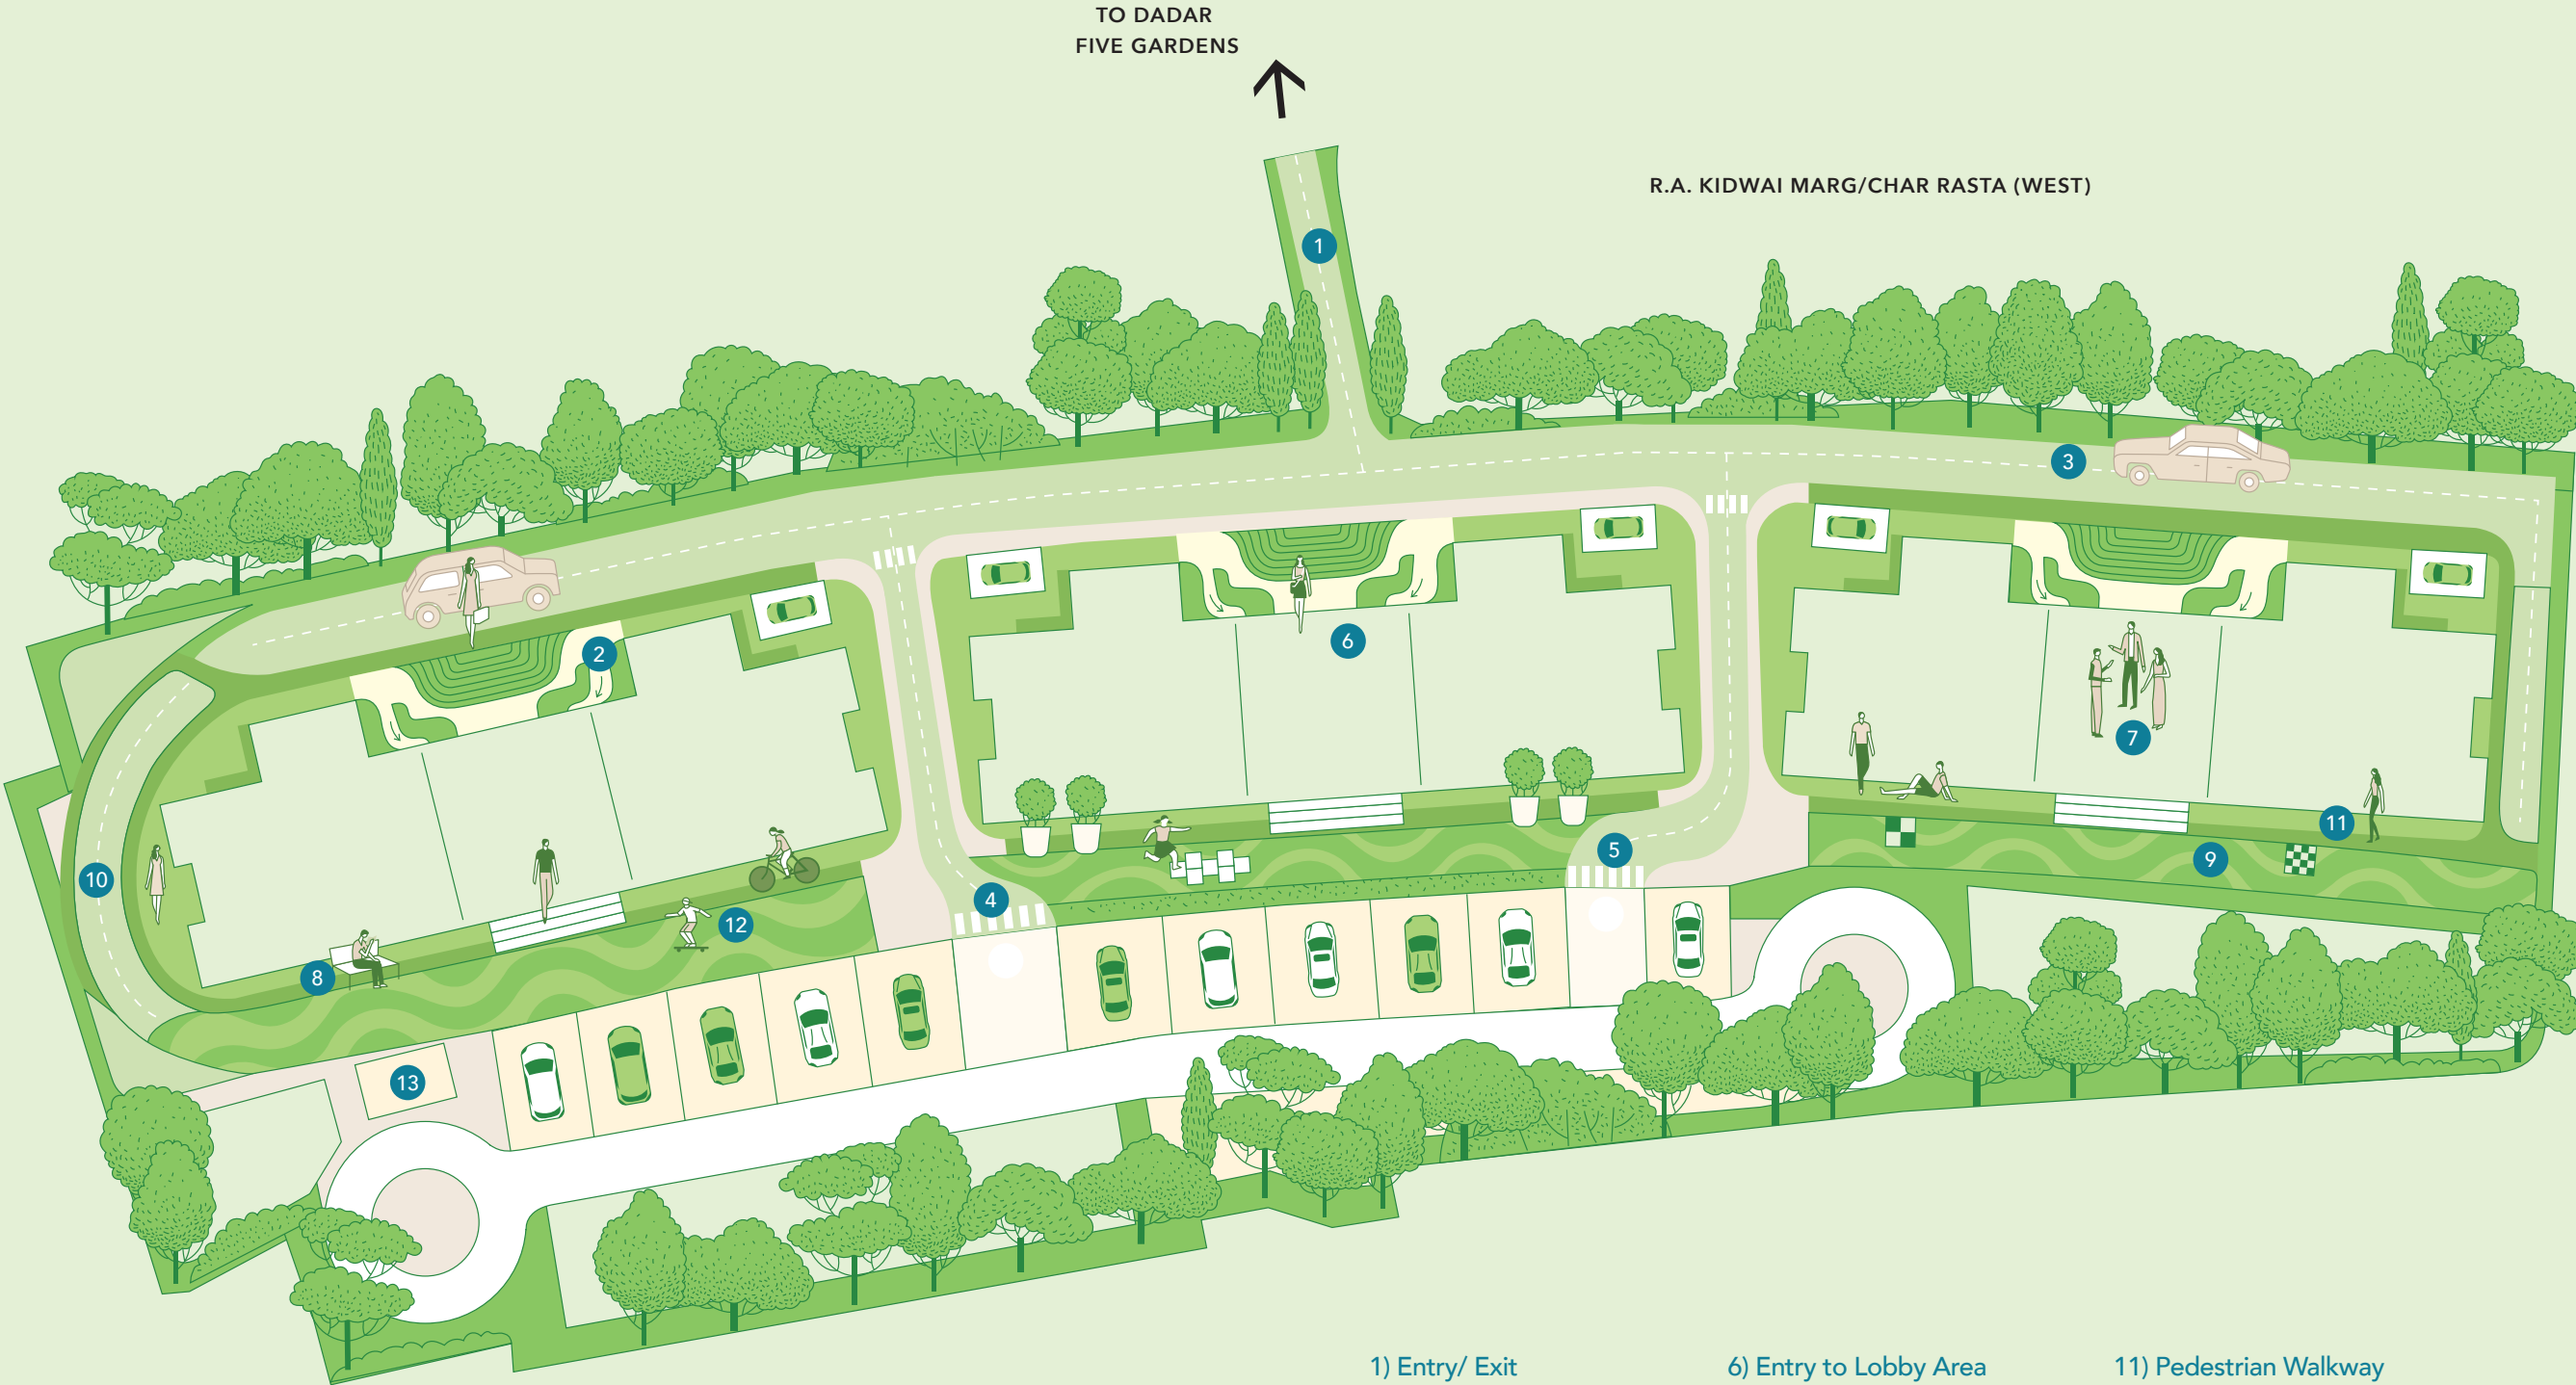 TO DADAR
FIVE GARDENS
R.A. KIDWAI MARG/CHAR RASTA (WEST)
1
3
2
6
7
11
5
9
10
4
12
8
13
1) Entry/ Exit
6) Entry to Lobby Area
11) Pedestrian Walkway